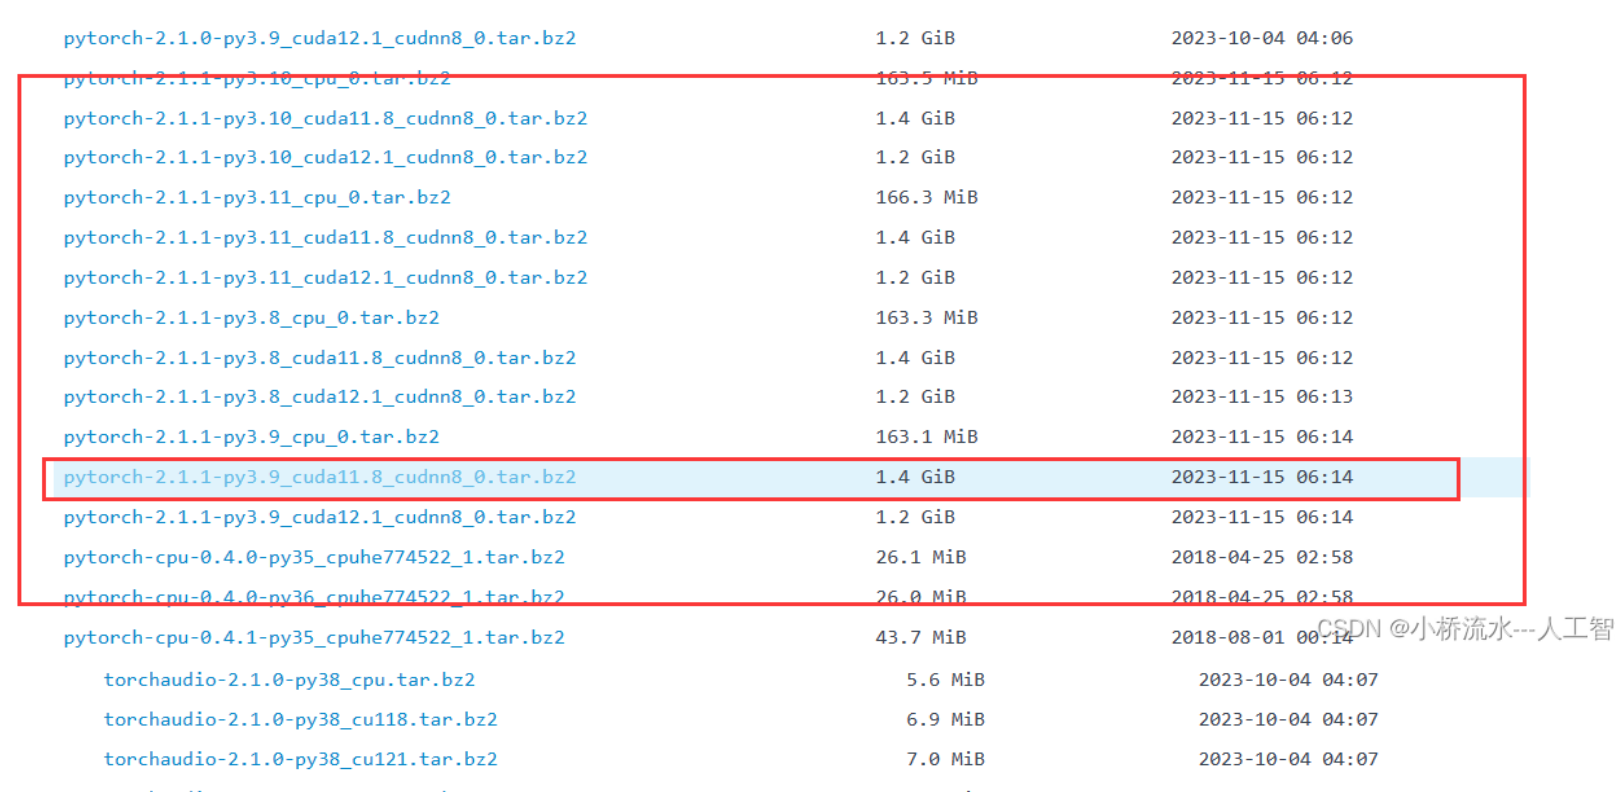 pytorch-2.1.0-py3.9_cuda12.1_cudnn8_0.tar.bz2 1.2 GiB 2023-10-04 04:06
pytorch-2.1.1-py3.10_cpu_0.tar.bz2 163.5 MiB 2023-11-15 06:12
pytorch-2.1.1-py3.10_cuda11.8_cudnn8_0.tar.bz2 1.4 GiB 2023-11-15 06:12
pytorch-2.1.1-py3.10_cuda12.1_cudnn8_0.tar.bz2 1.2 GiB 2023-11-15 06:12
pytorch-2.1.1-py3.11_cpu_0.tar.bz2 166.3 MiB 2023-11-15 06:12
pytorch-2.1.1-py3.11_cuda11.8_cudnn8_0.tar.bz2 1.4 GiB 2023-11-15 06:12
pytorch-2.1.1-py3.11_cuda12.1_cudnn8_0.tar.bz2 1.2 GiB 2023-11-15 06:12
pytorch-2.1.1-py3.8_cpu_0.tar.bz2 163.3 MiB 2023-11-15 06:12
pytorch-2.1.1-py3.8_cuda11.8_cudnn8_0.tar.bz2 1.4 GiB 2023-11-15 06:12
pytorch-2.1.1-py3.8_cuda12.1_cudnn8_0.tar.bz2 1.2 GiB 2023-11-15 06:13
pytorch-2.1.1-py3.9_cpu_0.tar.bz2 163.1 MiB 2023-11-15 06:14
pytorch-2.1.1-py3.9_cuda11.8_cudnn8_0.tar.bz2 1.4 GiB 2023-11-15 06:14
pytorch-2.1.1-py3.9_cuda12.1_cudnn8_0.tar.bz2 1.2 GiB 2023-11-15 06:14
pytorch-cpu-0.4.0-py35_cpuhe774522_1.tar.bz2 26.1 MiB 2018-04-25 02:58
pytorch-cpu-0.4.0-py36_cpuhe774522_1.tar.bz2 26.0 MiB 2018-04-25 02:58
pytorch-cpu-0.4.1-py35_cpuhe774522_1.tar.bz2 43.7 MiB 2018-08-01 00:14
CSDN @小桥流水---人工智
torchaudio-2.1.0-py38_cpu.tar.bz2 5.6 MiB 2023-10-04 04:07
torchaudio-2.1.0-py38_cu118.tar.bz2 6.9 MiB 2023-10-04 04:07
torchaudio-2.1.0-py38_cu121.tar.bz2 7.0 MiB 2023-10-04 04:07